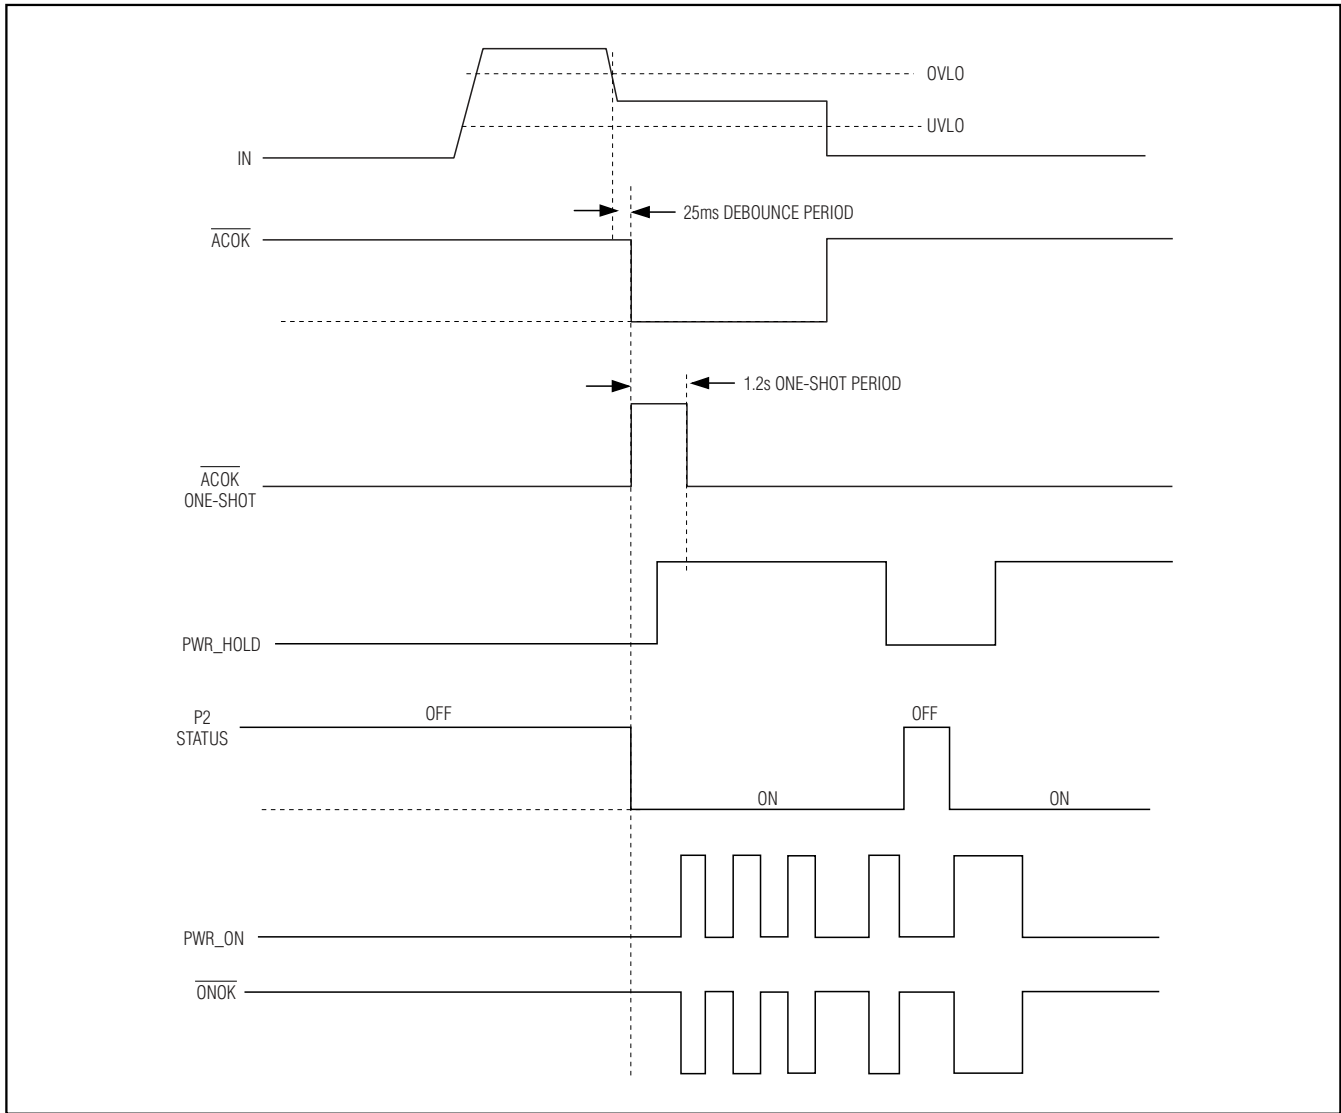 OVLO
UVLO
IN
25ms DEBOUNCE PERIOD
ACOK
1.2s ONE-SHOT PERIOD
ACOK
ONE-SHOT
PWR_HOLD
P2
STATUS
OFF
OFF
ON
ON
PWR_ON
ONOK